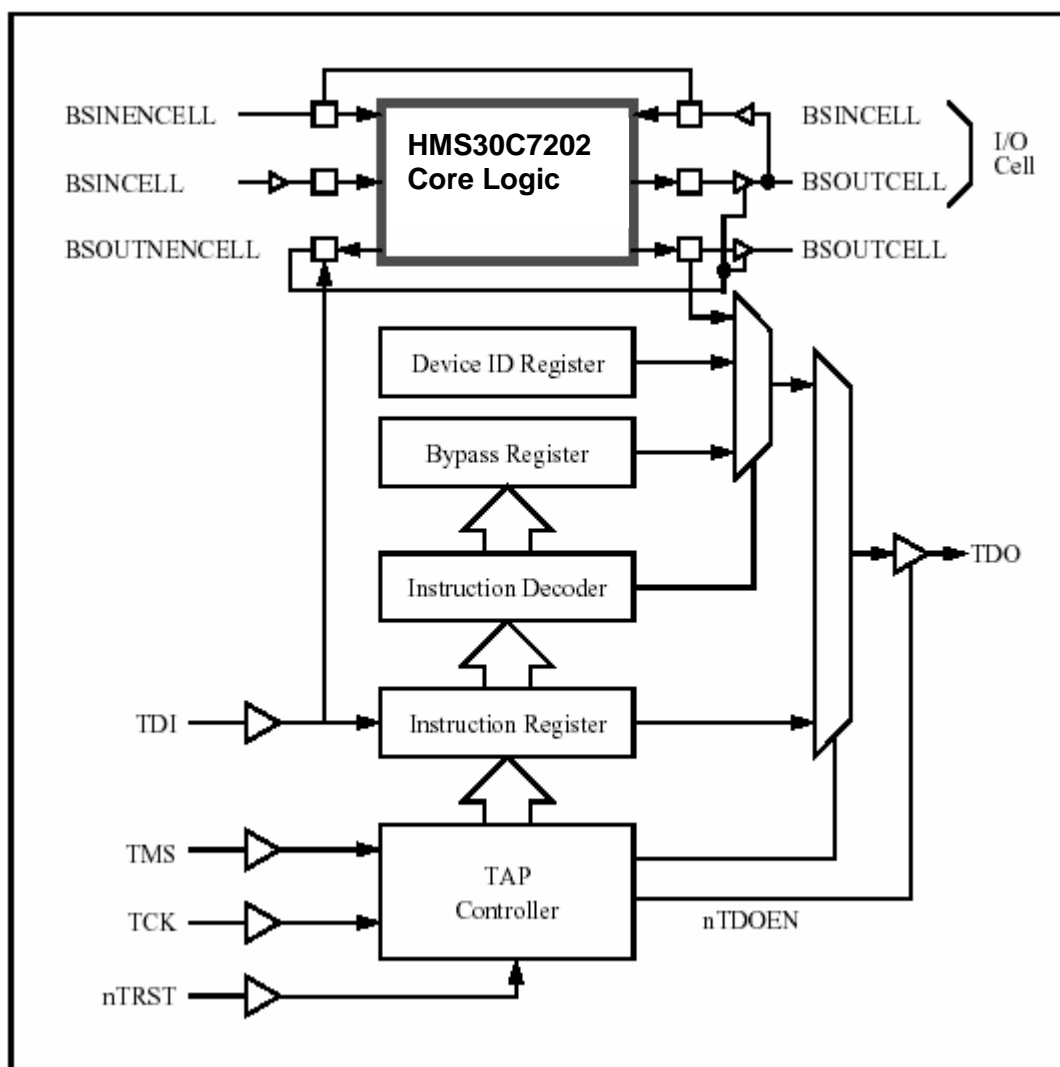 BSINENCELL
BSINCELL
BSOUTNENCELL
HMS30C7202
Core Logic
BSINCELL
BSOUTCELL
BSOUTCELL
I/O
Cell
Device ID Register
Bypass Register
Instruction Decoder
TDO
TDI
Instruction Register
TMS
TCK
nTRST
TAP
Controller
nTDOEN